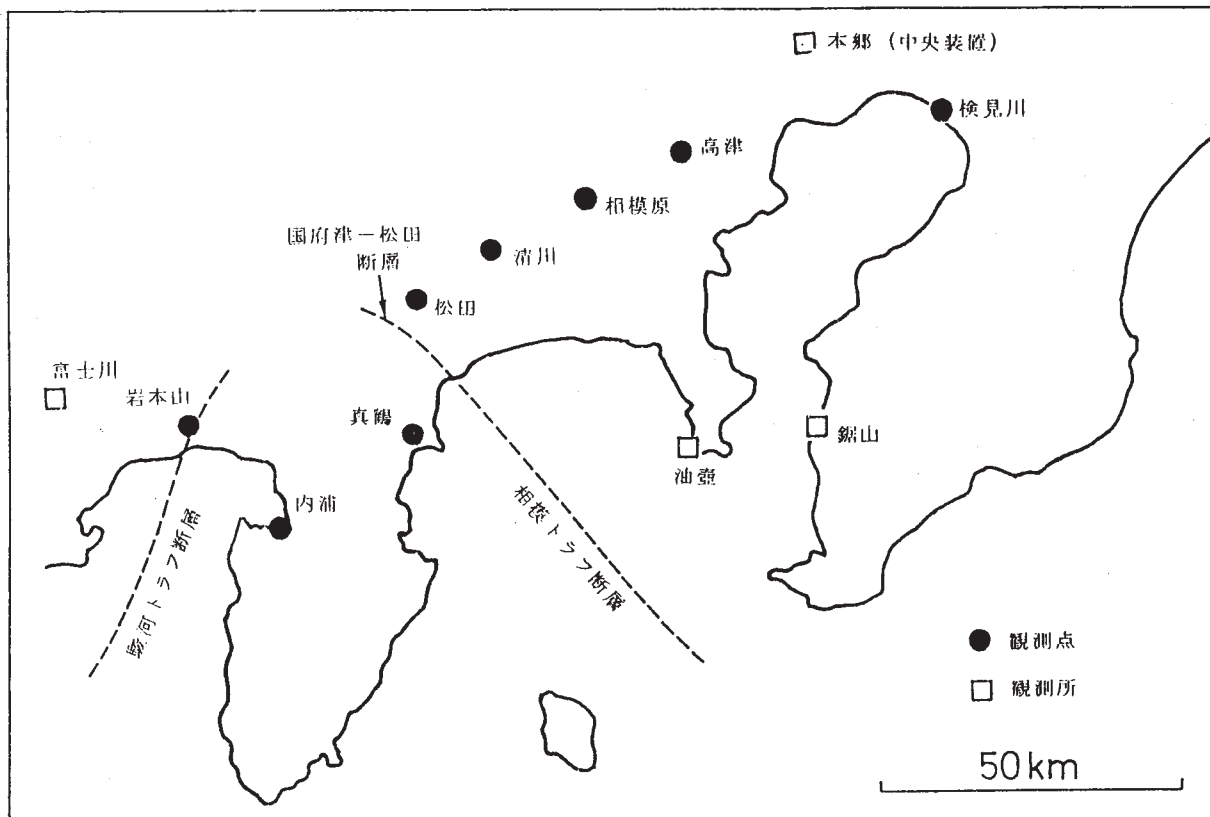 本郷（中央装置）
検見川
高津
相模原
国府津－松田
断層
清川
松田
富士川
岩本山
真鶴
鋸山
油壺
内浦
駿河トラフ断層
相模トラフ断層
観測点
観測所
50km